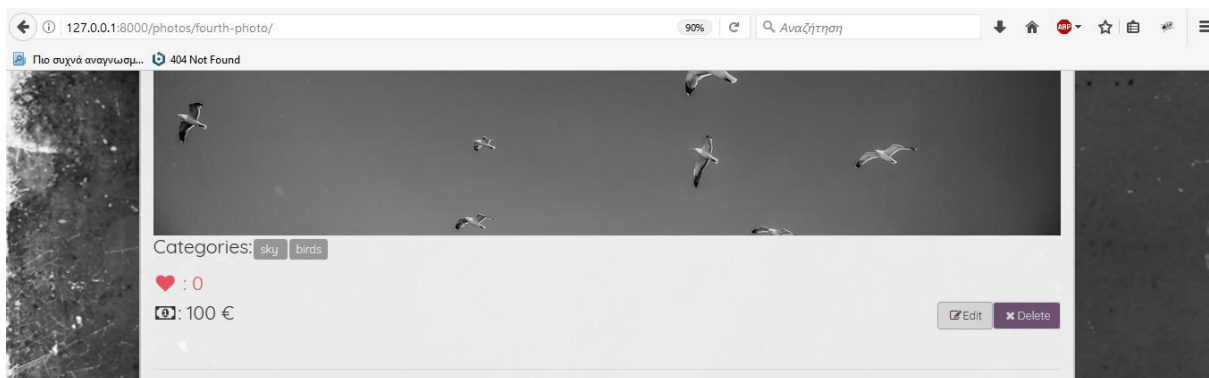 127.0.0.1:8000/photos/fourth-photo/ 90% Αναζήτηση ABP
Πιο συχνά αναγνωσμ... 404 Not Found
Categories: sky birds
: 0
: 100 € Edit Delete